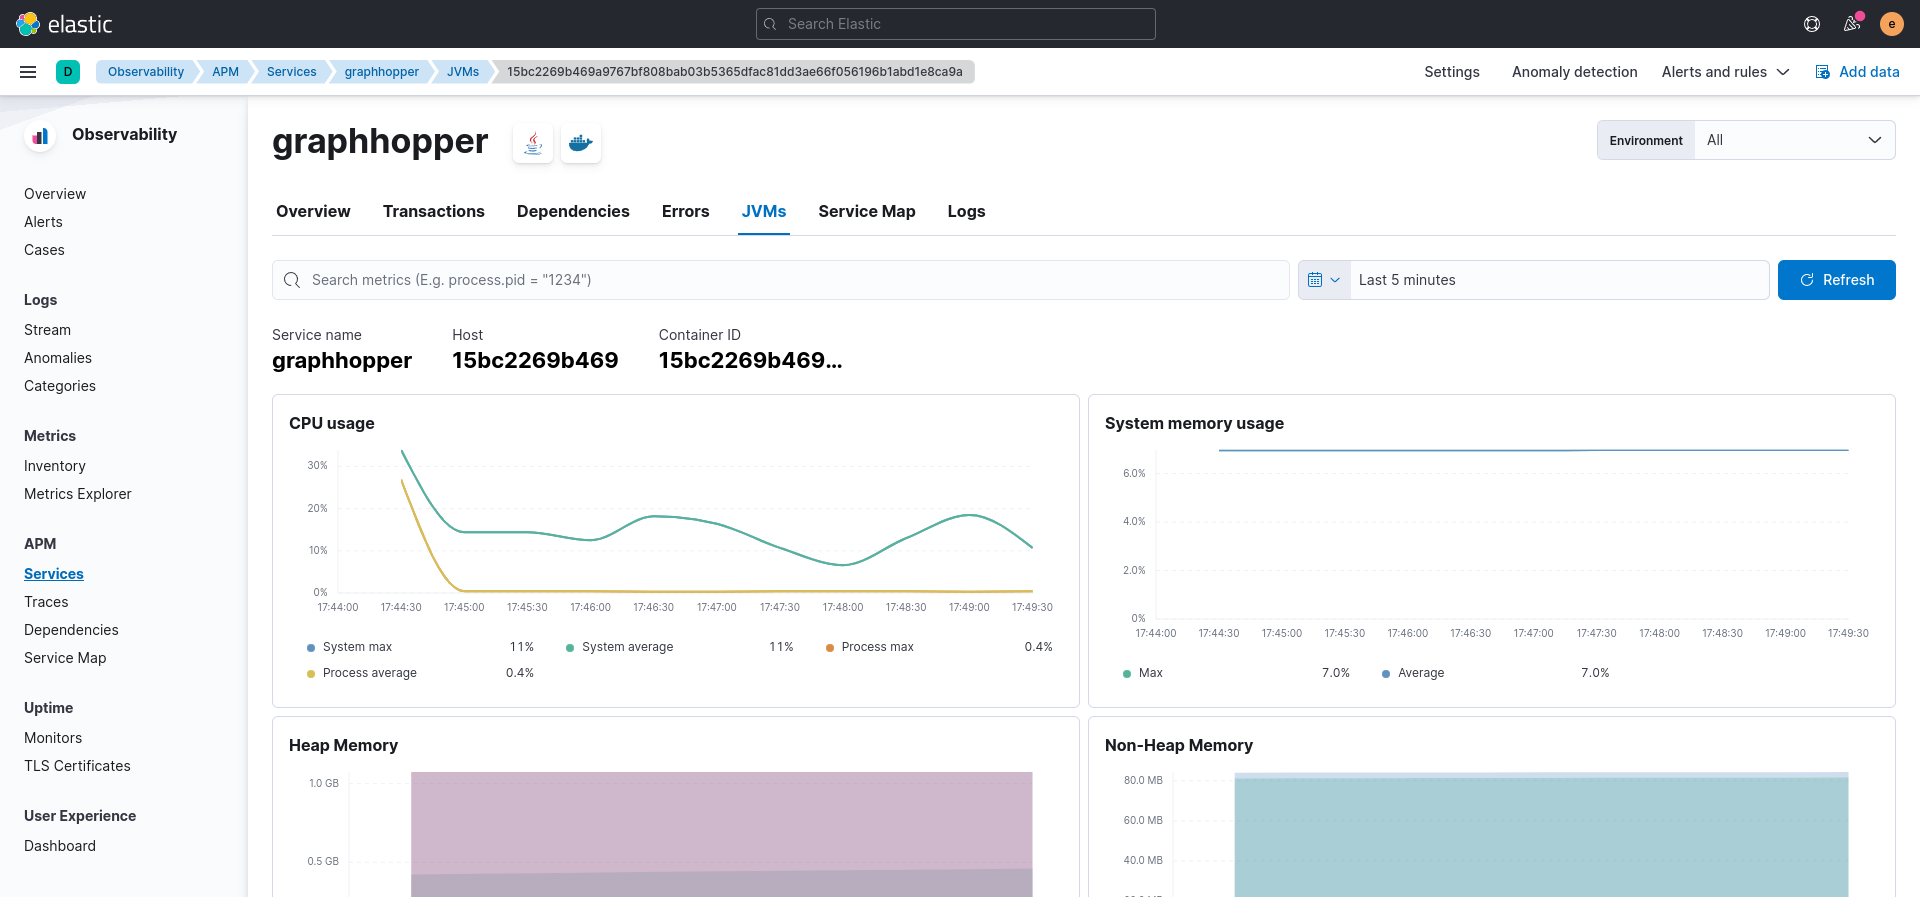 elastic
Search Elastic
e
D
Observability
APM
Services
graphhopper
JVMs
15bc2269b469a9767bf808bab03b5365dfac81dd3ae66f056196b1abd1e8ca9a
Settings
Anomaly detection
Alerts and rules
Add data
Observability
Overview
Alerts
Cases
Logs
Stream
Anomalies
Categories
Metrics
Inventory
Metrics Explorer
APM
Services
Traces
Dependencies
Service Map
Uptime
Monitors
TLS Certificates
User Experience
Dashboard
graphhopper
Environment
All
Overview
Transactions
Dependencies
Errors
JVMs
Service Map
Logs
Search metrics (E.g. process.pid = "1234")
Last 5 minutes
Refresh
Service name
graphhopper
Host
15bc2269b469
Container ID
15bc2269b469...
CPU usage
30%
20%
10%
0%
17:44:00 17:44:30 17:45:00 17:45:30 17:46:00 17:46:30 17:47:00 17:47:30 17:48:00 17:48:30 17:49:00 17:49:30
System max 11% System average 11% Process max 0.4%
Process average 0.4%
System memory usage
6.0%
4.0%
2.0%
0%
17:44:00 17:44:30 17:45:00 17:45:30 17:46:00 17:46:30 17:47:00 17:47:30 17:48:00 17:48:30 17:49:00 17:49:30
Max 7.0% Average 7.0%
Heap Memory
1.0 GB
0.5 GB
Non-Heap Memory
80.0 MB
60.0 MB
40.0 MB